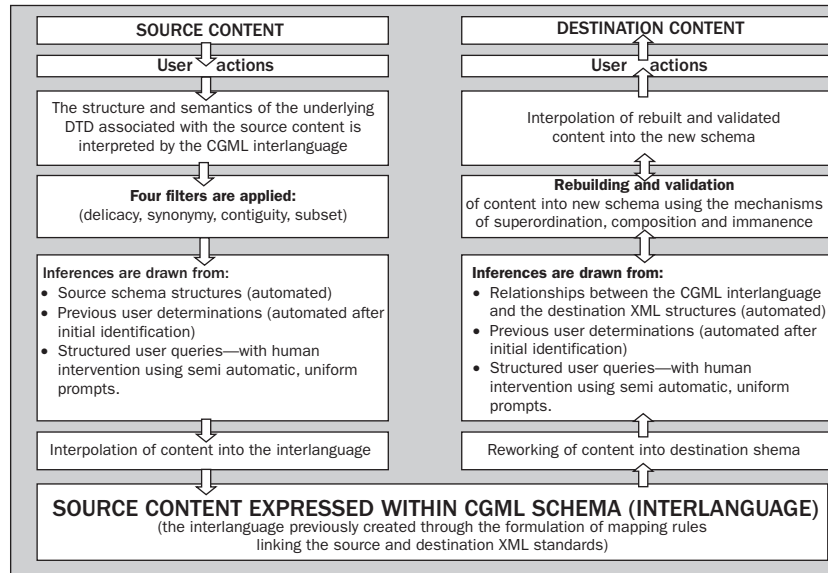 SOURCE CONTENT
User actions
The structure and semantics of the underlying
DTD associated with the source content is
interpreted by the CGML interlanguage
Four filters are applied:
(delicacy, synonymy, contiguity, subset)
Inferences are drawn from:
• Source schema structures (automated)
• Previous user determinations (automated after
initial identification)
• Structured user queries—with human
intervention using semi automatic, uniform
prompts.
Interpolation of content into the interlanguage
DESTINATION CONTENT
User actions
Interpolation of rebuilt and validated
content into the new schema
Rebuilding and validation
of content into new schema using the mechanisms
of superordination, composition and immanence
Inferences are drawn from:
• Relationships between the CGML interlanguage
and the destination XML structures (automated)
• Previous user determinations (automated after
initial identification)
• Structured user queries—with human
intervention using semi automatic, uniform
prompts.
Reworking of content into destination shema
SOURCE CONTENT EXPRESSED WITHIN CGML SCHEMA (INTERLANGUAGE)
(the interlanguage previously created through the formulation of mapping rules
linking the source and destination XML standards)